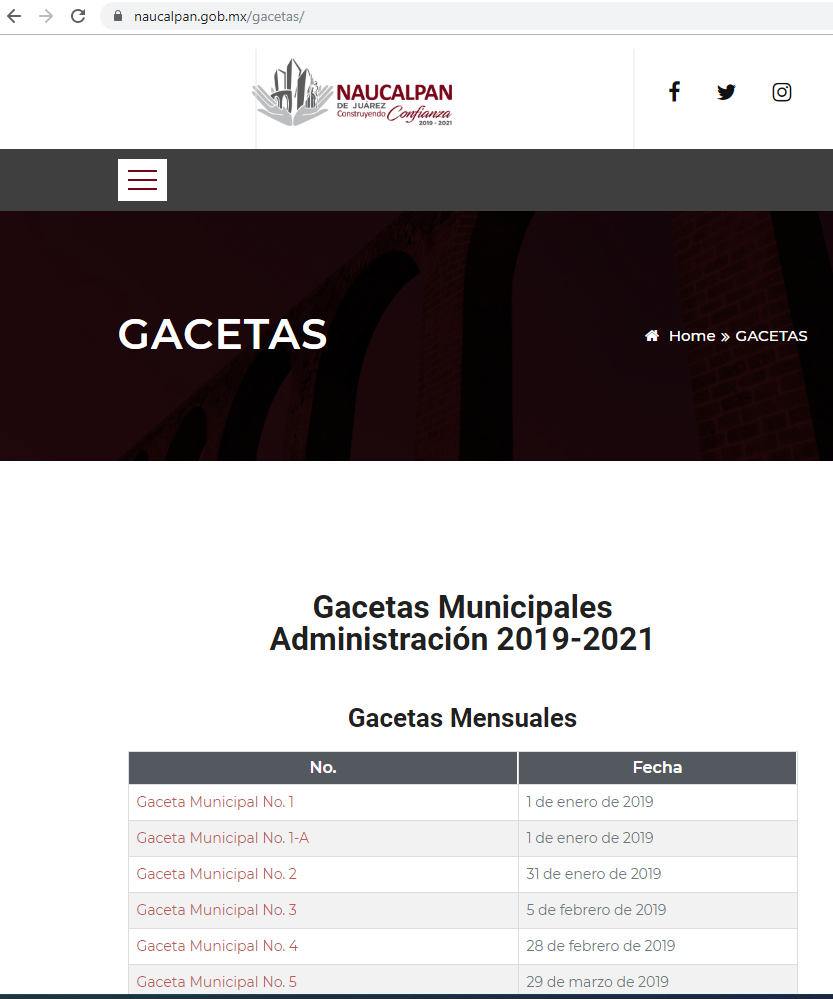 naucalpan.gob.mx/gacetas/
NAUCALPAN
DE JUÁREZ
Construyendo Confianza
2019 - 2021
GACETAS
Home » GACETAS
Gacetas Municipales
Administración 2019-2021
Gacetas Mensuales
No. Fecha
Gaceta Municipal No. 1 1 de enero de 2019
Gaceta Municipal No. 1-A 1 de enero de 2019
Gaceta Municipal No. 2 31 de enero de 2019
Gaceta Municipal No. 3 5 de febrero de 2019
Gaceta Municipal No. 4 28 de febrero de 2019
Gaceta Municipal No. 5 29 de marzo de 2019